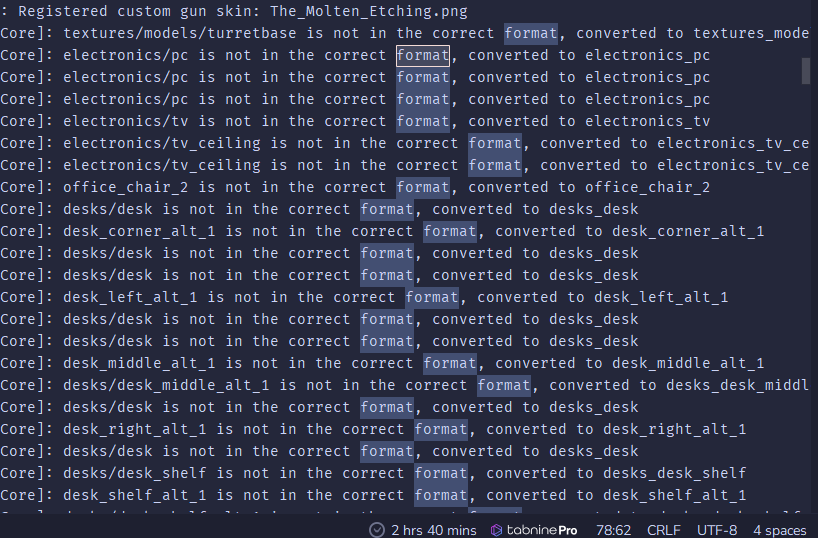 : Registered custom gun skin: The_Molten_Etching.png
Core]: textures/models/turretbase is not in the correct format, converted to textures_mode
Core]: electronics/pc is not in the correct format, converted to electronics_pc
Core]: electronics/pc is not in the correct format, converted to electronics_pc
Core]: electronics/pc is not in the correct format, converted to electronics_pc
Core]: electronics/tv is not in the correct format, converted to electronics_tv
Core]: electronics/tv_ceiling is not in the correct format, converted to electronics_tv_ce
Core]: electronics/tv_ceiling is not in the correct format, converted to electronics_tv_ce
Core]: office_chair_2 is not in the correct format, converted to office_chair_2
Core]: desks/desk is not in the correct format, converted to desks_desk
Core]: desk_corner_alt_1 is not in the correct format, converted to desk_corner_alt_1
Core]: desks/desk is not in the correct format, converted to desks_desk
Core]: desks/desk is not in the correct format, converted to desks_desk
Core]: desk_left_alt_1 is not in the correct format, converted to desk_left_alt_1
Core]: desks/desk is not in the correct format, converted to desks_desk
Core]: desks/desk is not in the correct format, converted to desks_desk
Core]: desk_middle_alt_1 is not in the correct format, converted to desk_middle_alt_1
Core]: desks/desk_middle_alt_1 is not in the correct format, converted to desks_desk_middl
Core]: desks/desk is not in the correct format, converted to desks_desk
Core]: desk_right_alt_1 is not in the correct format, converted to desk_right_alt_1
Core]: desks/desk is not in the correct format, converted to desks_desk
Core]: desks/desk_shelf is not in the correct format, converted to desks_desk_shelf
Core]: desk_shelf_alt_1 is not in the correct format, converted to desk_shelf_alt_1
2 hrs 40 mins tabnine Pro 78:62 CRLF UTF-8 4 spaces